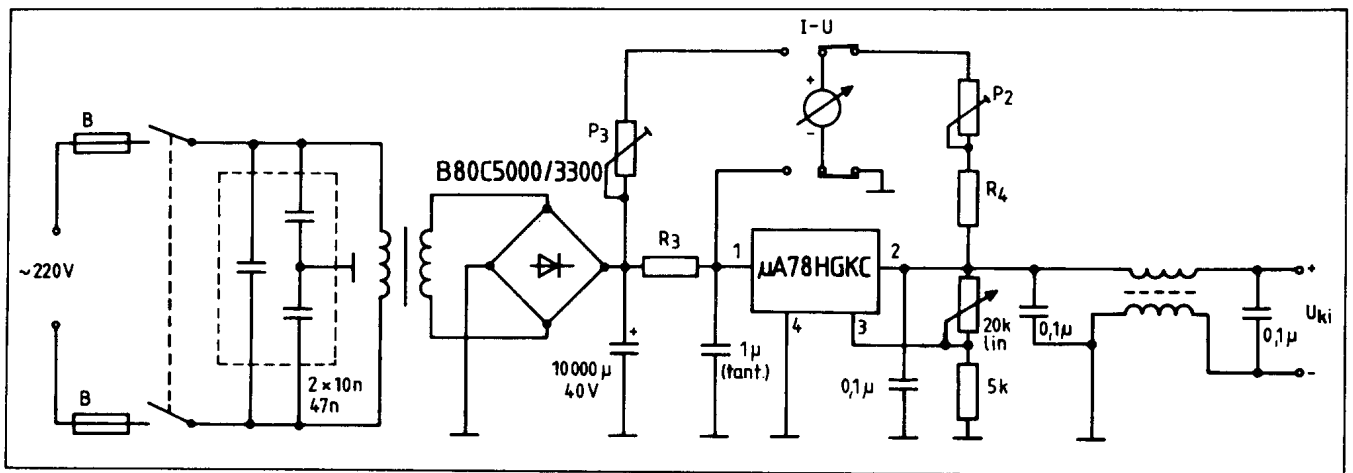 I-U
B
~220V
B
2×10n
47n
B80C5000/3300
P3
+
10000 µ
40V
R3
1µ
(tant.)
+
-
1
µA78HGKC
2
4
3
0,1µ
P2
R4
20k
lin
5k
0,1µ
0,1µ
+
Uki
-